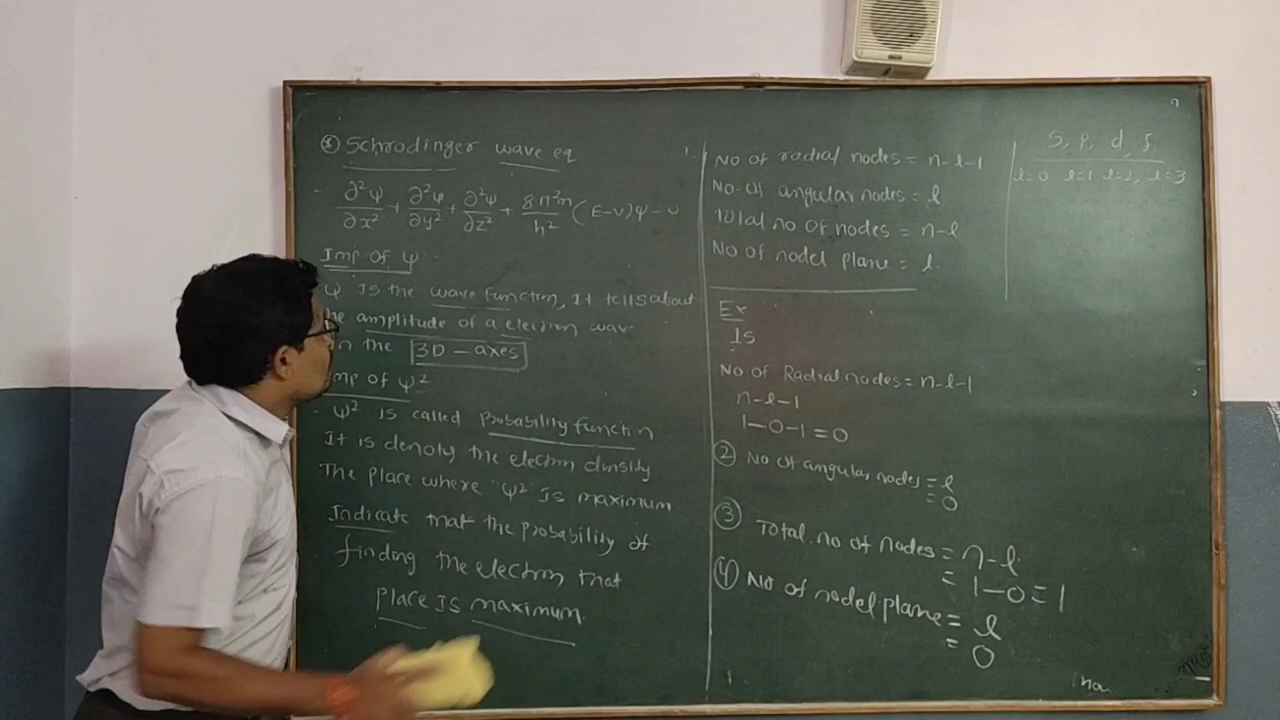 Schrodinger wave eq
∂²ψ/∂x² + ∂²ψ/∂y² + ∂²ψ/∂z² + 8π²m/h² (E-V)ψ = 0
Imp of ψ
ψ Is the wave function, It tells about
he amplitude of a electron wave
in the 3D - axes
mp of ψ²
- ψ² is called Probability function
It is denoty the electron density
The place where "ψ²" Is maximum
Indicate that the probability of
finding the electron that
place Is maximum.
No of radial nodes = n-l-1
No. of angular nodes = l
Total no of nodes = n-l
No of nodel plane = l.
Ex
1s
No of Radial nodes = n-l-1
n-l-1
1-0-1 = 0
② No of angular nodes = l
= 0
③ Total no of nodes = n-l
= 1-0 = 1
④ No of nodel plane = l
= 0
S, P, d, f
l=0 l=1 l=2, l=3